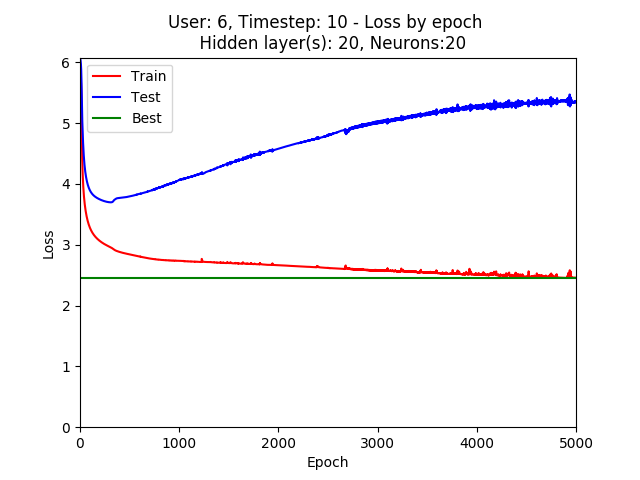 User: 6, Timestep: 10 - Loss by epoch
Hidden layer(s): 20, Neurons:20
6
5
4
3
2
1
0
Loss
Train
Test
Best
0 1000 2000 3000 4000 5000
Epoch